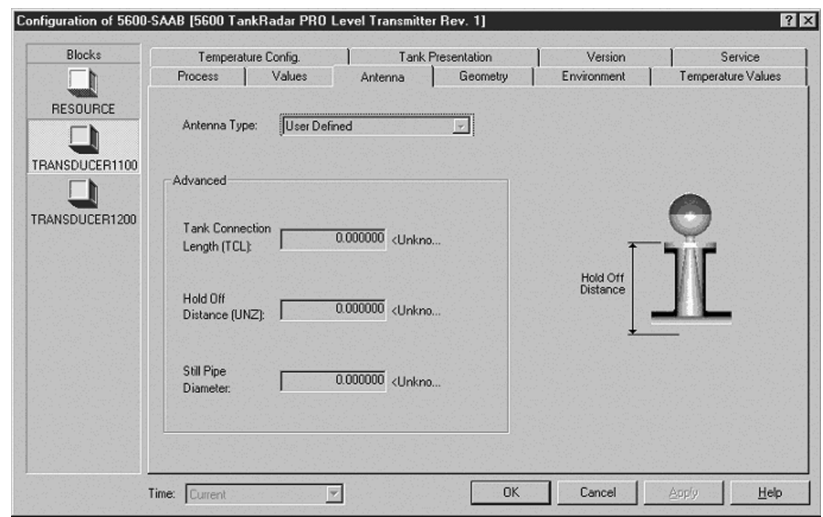 Configuration of 5600-SAAB [5600 TankRadar PRO Level Transmitter Rev. 1]
Blocks
RESOURCE
TRANSDUCER1100
TRANSDUCER1200
Temperature Config. Tank Presentation Version Service
Process Values Antenna Geometry Environment Temperature Values
Antenna Type: User Defined
Advanced
Tank Connection
Length (TCL): 0.000000 <Unkno...
Hold Off
Distance (UNZ): 0.000000 <Unkno...
Still Pipe
Diameter: 0.000000 <Unkno...
Hold Off
Distance
Time: Current OK Cancel Apply Help